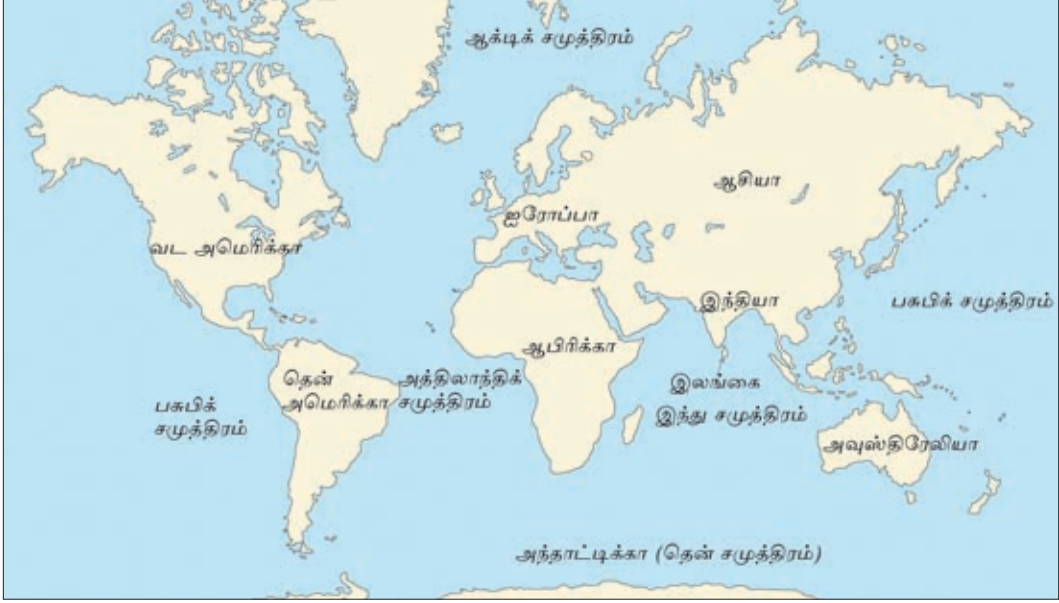 ஆக்டிக் சமுத்திரம்
ஆசியா
ஐரோப்பா
வட அமெரிக்கா
இந்தியா
பசுபிக் சமுத்திரம்
ஆபிரிக்கா
தென்
அமெரிக்கா
அத்திலாந்திக்
சமுத்திரம்
இலங்கை
இந்து சமுத்திரம்
பசுபிக்
சமுத்திரம்
அவுஸ்திரேலியா
அந்தாட்டிக்கா (தென் சமுத்திரம்)